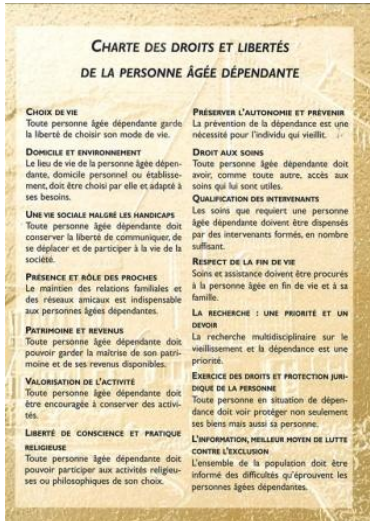 CHARTE DES DROITS ET LIBERTÉS
DE LA PERSONNE ÂGÉE DÉPENDANTE
CHOIX DE VIE
Toute personne âgée dépendante garde
la liberté de choisir son mode de vie.
DOMICILE ET ENVIRONNEMENT
Le lieu de vie de la personne âgée dépen-
dante, domicile personnel ou établisse-
ment, doit être choisi par elle et adapté à
ses besoins.
UNE VIE SOCIALE MALGRÉ LES HANDICAPS
Toute personne âgée dépendante doit
conserver la liberté de communiquer, de
se déplacer et de participer à la vie de la
société.
PRÉSENCE ET RÔLE DES PROCHES
Le maintien des relations familiales et
des réseaux amicaux est indispensable
aux personnes âgées dépendantes.
PATRIMOINE ET REVENUS
Toute personne âgée dépendante doit
pouvoir garder la maîtrise de son patri-
moine et de ses revenus disponibles.
VALORISATION DE L'ACTIVITÉ
Toute personne âgée dépendante doit
être encouragée à conserver des activi-
tés.
LIBERTÉ DE CONSCIENCE ET PRATIQUE
RELIGIEUSE
Toute personne âgée dépendante doit
pouvoir participer aux activités religieu-
ses ou philosophiques de son choix.
PRÉSERVER L'AUTONOMIE ET PRÉVENIR
La prévention de la dépendance est une
nécessité pour l'individu qui vieillit.
DROIT AUX SOINS
Toute personne âgée dépendante doit
avoir, comme toute autre, accès aux
soins qui lui sont utiles.
QUALIFICATION DES INTERVENANTS
Les soins que requiert une personne
âgée dépendante doivent être dispensés
par des intervenants formés, en nombre
suffisant.
RESPECT DE LA FIN DE VIE
Soins et assistance doivent être procurés
à la personne âgée en fin de vie et à sa
famille.
LA RECHERCHE : UNE PRIORITÉ ET UN
DEVOIR
La recherche multidisciplinaire sur le
vieillissement et la dépendance est une
priorité.
EXERCICE DES DROITS ET PROTECTION JURI-
DIQUE DE LA PERSONNE
Toute personne en situation de dépen-
dance doit voir protéger non seulement
ses biens mais aussi sa personne.
L'INFORMATION, MEILLEUR MOYEN DE LUTTE
CONTRE L'EXCLUSION
L'ensemble de la population doit être
informé des difficultés qu'éprouvent les
personnes âgées dépendantes.